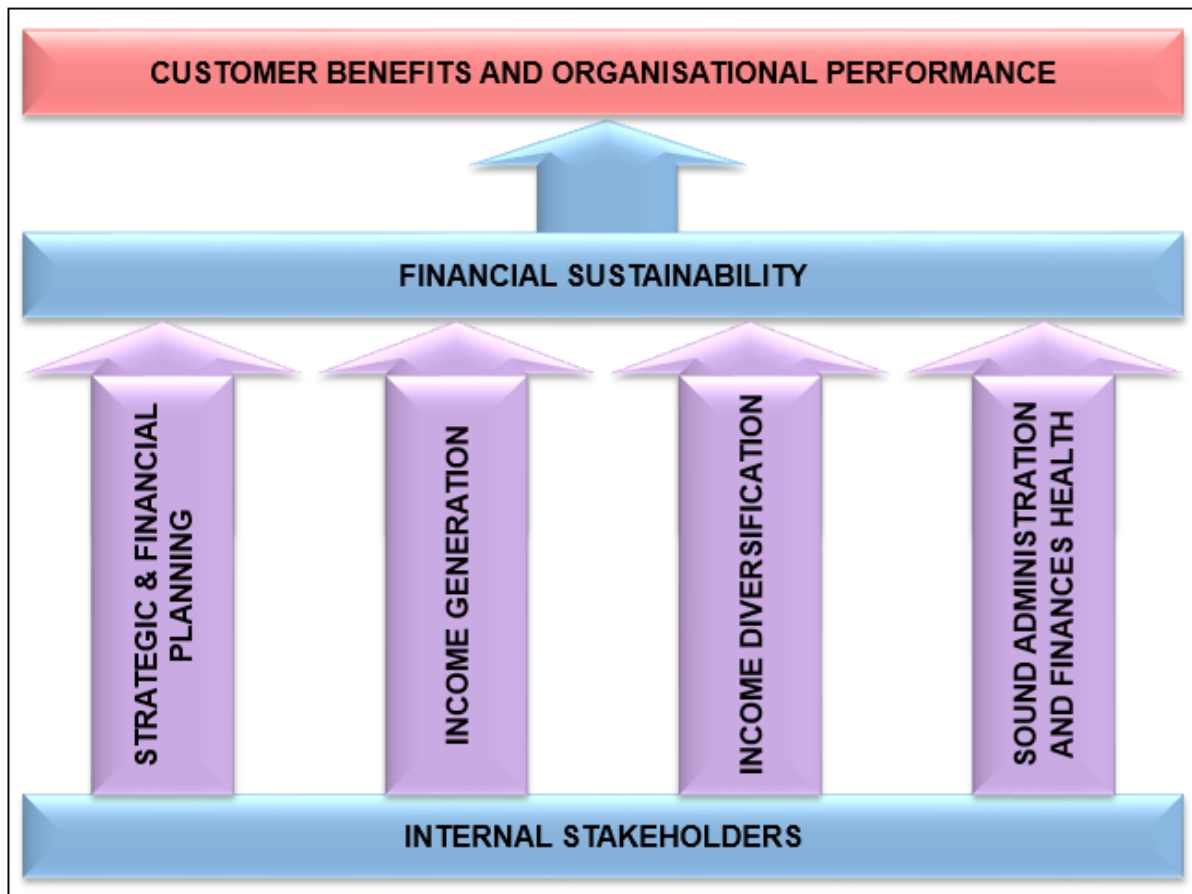 CUSTOMER BENEFITS AND ORGANISATIONAL PERFORMANCE
FINANCIAL SUSTAINABILITY
STRATEGIC & FINANCIAL
PLANNING
INCOME GENERATION
INCOME DIVERSIFICATION
SOUND ADMINISTRATION
AND FINANCES HEALTH
INTERNAL STAKEHOLDERS